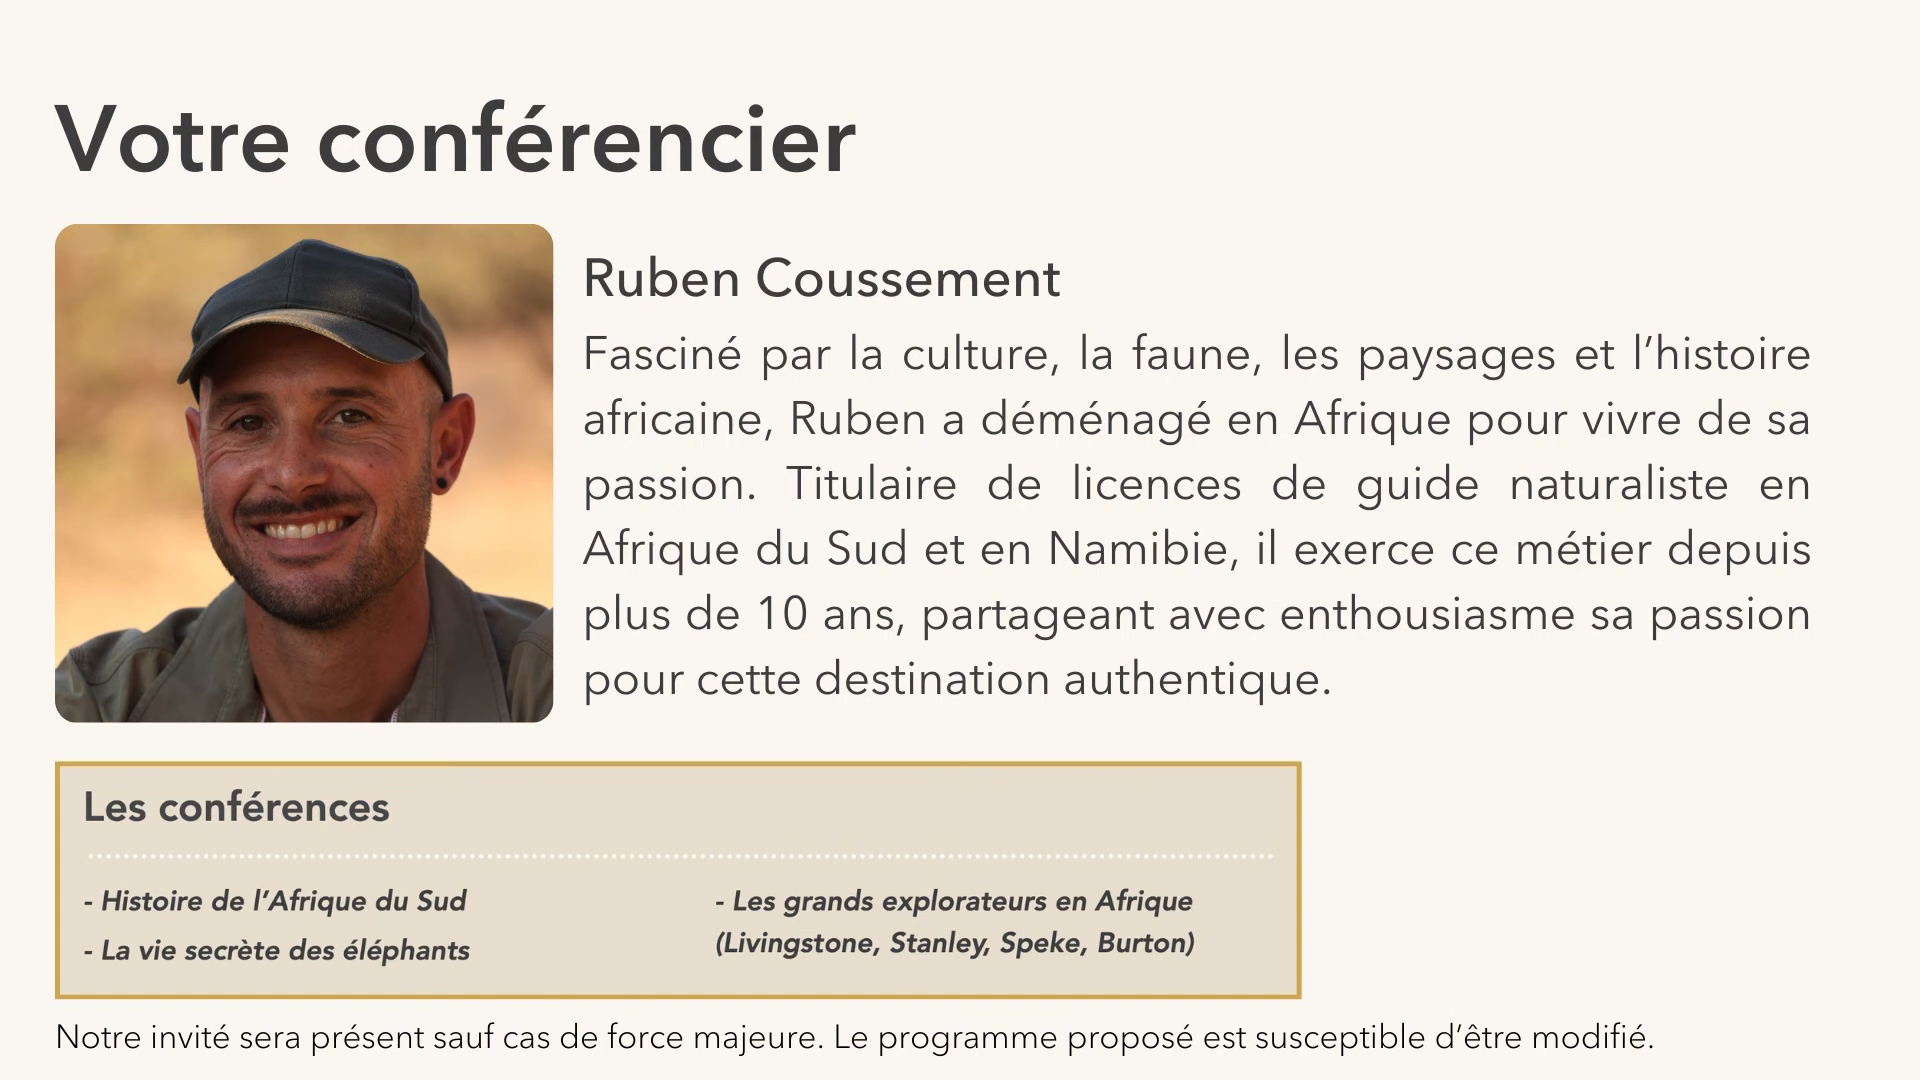 Votre conférencier
Ruben Coussement
Fasciné par la culture, la faune, les paysages et l’histoire
africaine, Ruben a déménagé en Afrique pour vivre de sa
passion. Titulaire de licences de guide naturaliste en
Afrique du Sud et en Namibie, il exerce ce métier depuis
plus de 10 ans, partageant avec enthousiasme sa passion
pour cette destination authentique.
Les conférences
- Histoire de l’Afrique du Sud
- La vie secrète des éléphants
- Les grands explorateurs en Afrique
(Livingstone, Stanley, Speke, Burton)
Notre invité sera présent sauf cas de force majeure. Le programme proposé est susceptible d’être modifié.